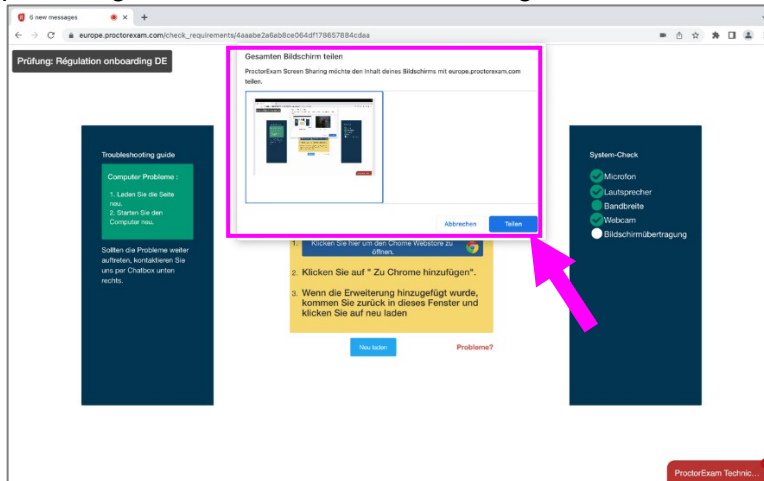 6 new messages
europe.proctorexam.com/check_requirements/4aaabe2a6ab8ce064df178657884cdaa
Prüfung: Régulation onboarding DE
Gesamten Bildschirm teilen
ProctorExam Screen Sharing möchte den Inhalt deines Bildschirms mit europe.proctorexam.com
teilen.
Abbrechen
Teilen
Troubleshooting guide
Computer Probleme :
1. Laden Sie die Seite
neu.
2. Starten Sie den
Computer neu.
Sollten die Probleme weiter
auftreten, kontaktieren Sie
uns per Chatbox unten
rechts.
1. Klicken Sie hier um den Chome Webstore zu
öffnen.
2. Klicken Sie auf " Zu Chrome hinzufügen".
3. Wenn die Erweiterung hinzugefügt wurde,
kommen Sie zurück in dieses Fenster und
klicken Sie auf neu laden
Neu laden
Probleme?
System-Check
Microfon
Lautsprecher
Bandbreite
Webcam
Bildschirmübertragung
ProctorExam Technic...